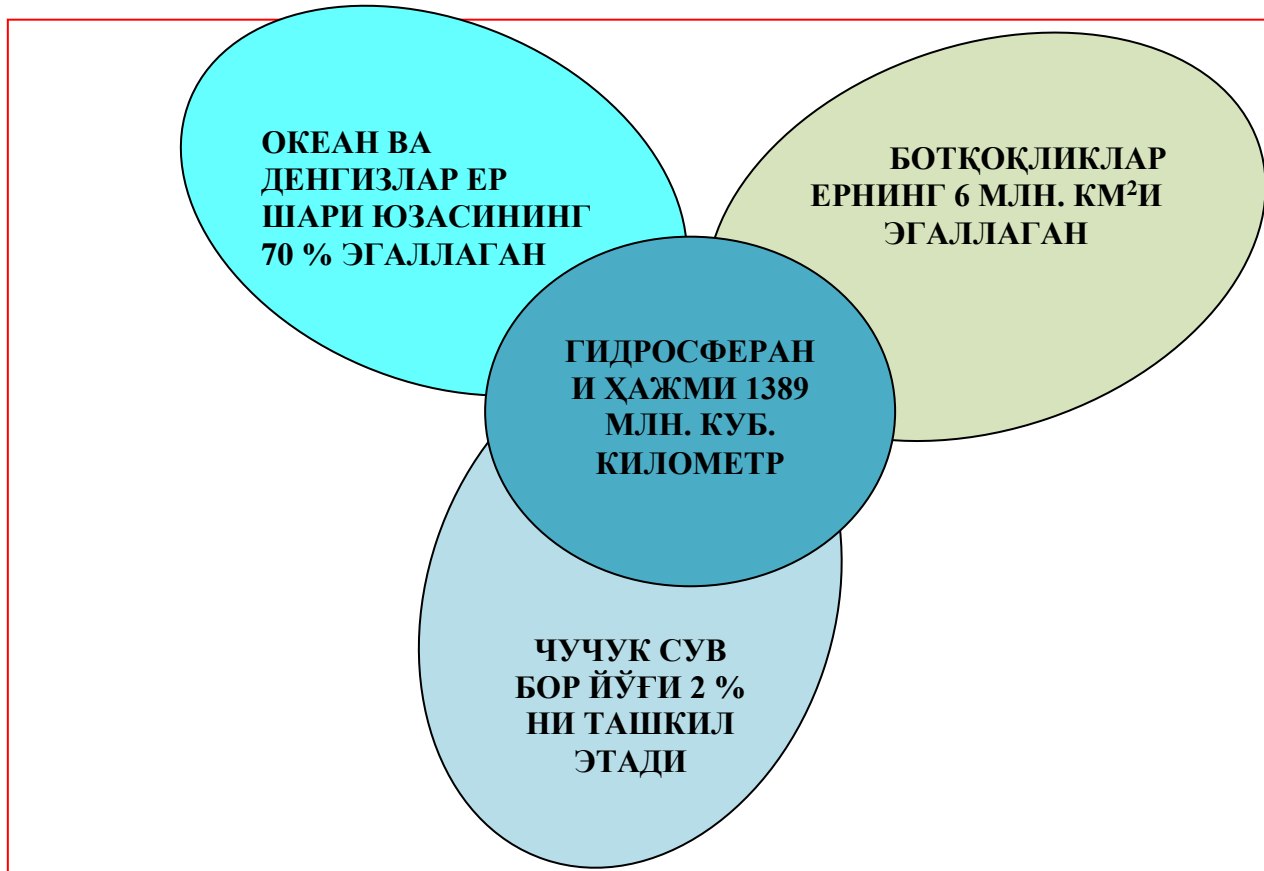 ОКЕАН ВА
ДЕНГИЗЛАР ЕР
ШАРИ ЮЗАСИНИНГ
70 % ЭГАЛЛАГАН
БОТҚОҚЛИКЛАР
ЕРНИНГ 6 МЛН. КМ²И
ЭГАЛЛАГАН
ГИДРОСФЕРАН
И ҲАЖМИ 1389
МЛН. КУБ.
КИЛОМЕТР
ЧУЧУК СУВ
БОР ЙЎҒИ 2 %
НИ ТАШКИЛ
ЭТАДИ